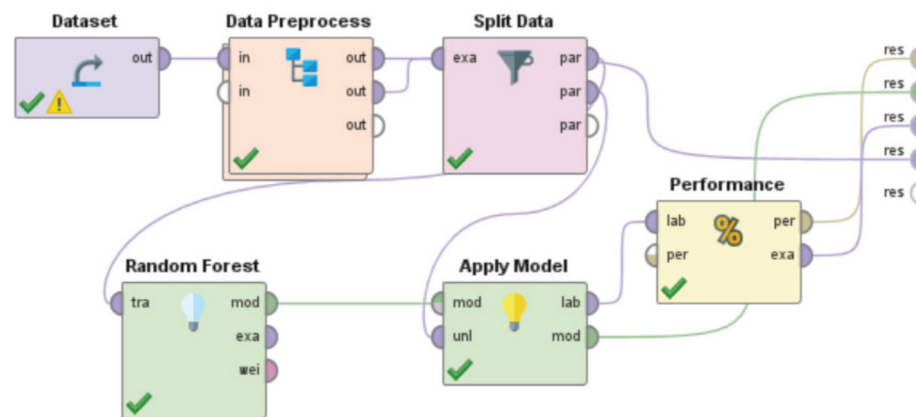 Dataset
out
Data Preprocess
in
in
out
out
out
Split Data
exa
par
par
par
res
res
res
res
res
Performance
lab
per
per
exa
%
Random Forest
tra
mod
exa
wei
Apply Model
mod
unl
lab
mod